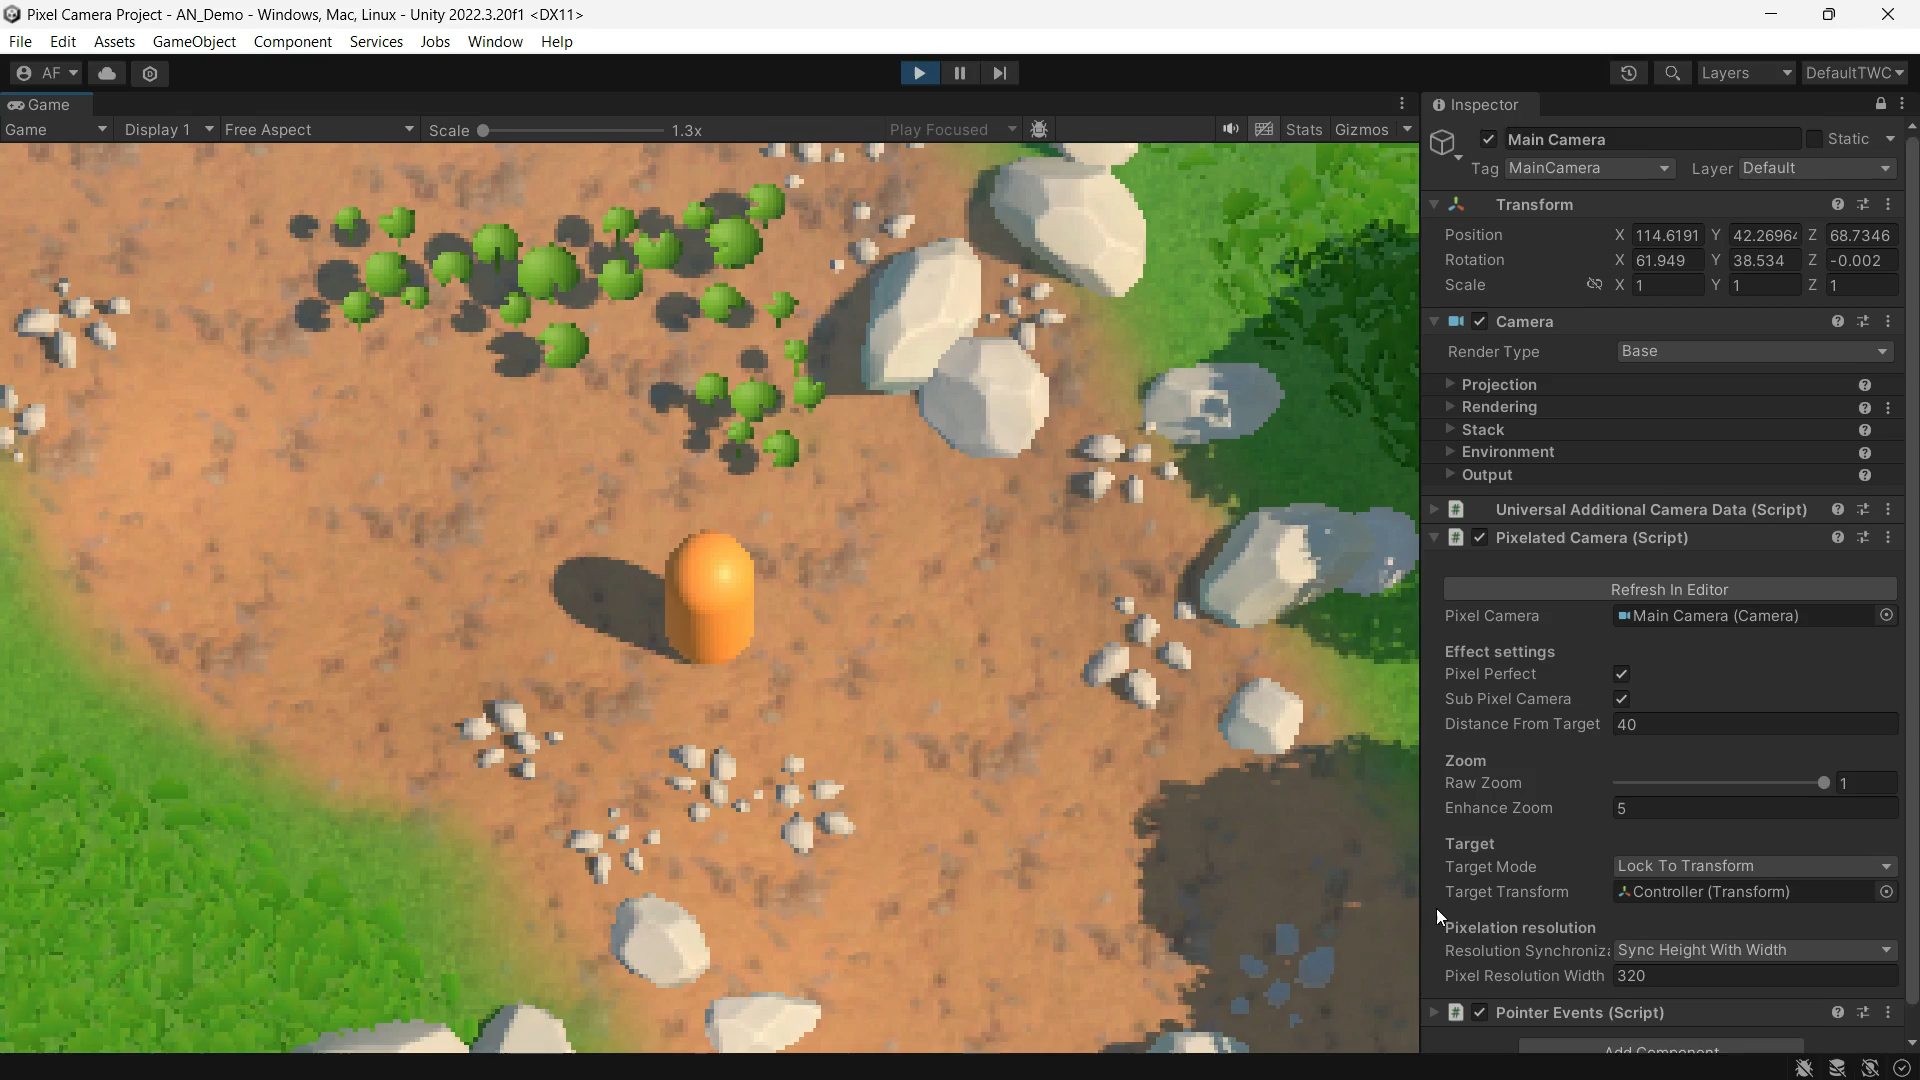 Pixel Camera Project - AN_Demo - Windows, Mac, Linux - Unity 2022.3.20f1 <DX11>
File Edit Assets GameObject Component Services Jobs Window Help
AF Layers DefaultTWC
Game Inspector
Game Display 1 Free Aspect Scale 1.3x Play Focused Stats Gizmos
Main Camera Static
Tag MainCamera Layer Default
Transform
Position X 114.6191 Y 42.26964 Z 68.7346
Rotation X 61.949 Y 38.534 Z -0.002
Scale X 1 Y 1 Z 1
Camera
Render Type Base
Projection
Rendering
Stack
Environment
Output
# Universal Additional Camera Data (Script)
# Pixelated Camera (Script)
Refresh In Editor
Pixel Camera Main Camera (Camera)
Effect settings
Pixel Perfect
Sub Pixel Camera
Distance From Target 40
Zoom
Raw Zoom 1
Enhance Zoom 5
Target
Target Mode Lock To Transform
Target Transform Controller (Transform)
Pixelation resolution
Resolution Synchroniza Sync Height With Width
Pixel Resolution Width 320
# Pointer Events (Script)
Add Component